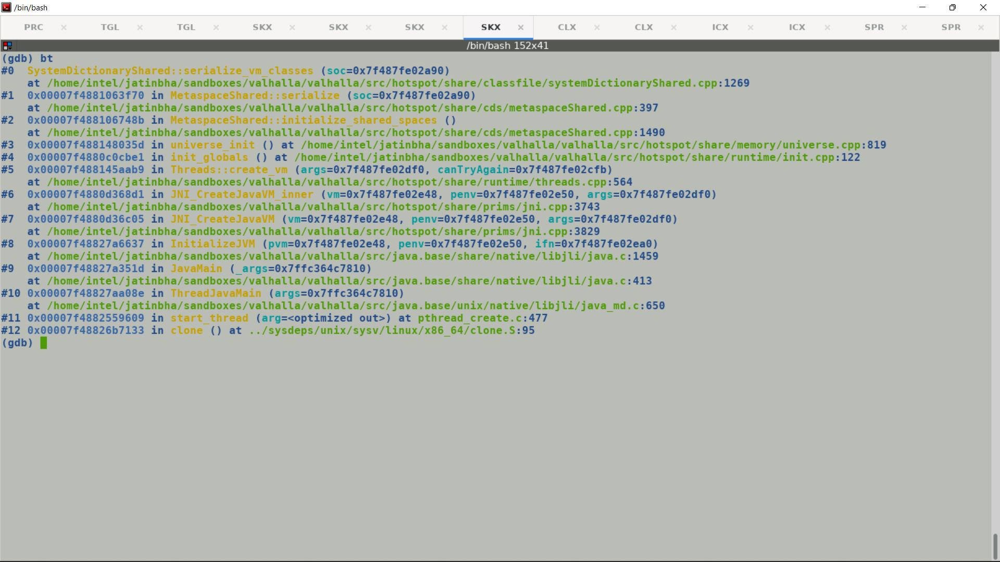 /bin/bash
PRC × TGL × TGL × SKX × SKX × SKX × SKX × CLX × CLX × ICX × ICX × SPR × SPR ×
/bin/bash 152x41
(gdb) bt
#0  SystemDictionaryShared::serialize_vm_classes (soc=0x7f487fe02a90)
    at /home/intel/jatinbha/sandboxes/valhalla/valhalla/src/hotspot/share/classfile/systemDictionaryShared.cpp:1269
#1  0x00007f4881063f70 in MetaspaceShared::serialize (soc=0x7f487fe02a90)
    at /home/intel/jatinbha/sandboxes/valhalla/valhalla/src/hotspot/share/cds/metaspaceShared.cpp:397
#2  0x00007f488106748b in MetaspaceShared::initialize_shared_spaces ()
    at /home/intel/jatinbha/sandboxes/valhalla/valhalla/src/hotspot/share/cds/metaspaceShared.cpp:1490
#3  0x00007f488148035d in universe_init () at /home/intel/jatinbha/sandboxes/valhalla/valhalla/src/hotspot/share/memory/universe.cpp:819
#4  0x00007f4880c0cbe1 in init_globals () at /home/intel/jatinbha/sandboxes/valhalla/valhalla/src/hotspot/share/runtime/init.cpp:122
#5  0x00007f488145aab9 in Threads::create_vm (args=0x7f487fe02df0, canTryAgain=0x7f487fe02cfb)
    at /home/intel/jatinbha/sandboxes/valhalla/valhalla/src/hotspot/share/runtime/threads.cpp:564
#6  0x00007f4880d368d1 in JNI_CreateJavaVM_inner (vm=0x7f487fe02e48, penv=0x7f487fe02e50, args=0x7f487fe02df0)
    at /home/intel/jatinbha/sandboxes/valhalla/valhalla/src/hotspot/share/prims/jni.cpp:3743
#7  0x00007f4880d36c05 in JNI_CreateJavaVM (vm=0x7f487fe02e48, penv=0x7f487fe02e50, args=0x7f487fe02df0)
    at /home/intel/jatinbha/sandboxes/valhalla/valhalla/src/hotspot/share/prims/jni.cpp:3829
#8  0x00007f48827a6637 in InitializeJVM (pvm=0x7f487fe02e48, penv=0x7f487fe02e50, ifn=0x7f487fe02ea0)
    at /home/intel/jatinbha/sandboxes/valhalla/valhalla/src/java.base/share/native/libjli/java.c:1459
#9  0x00007f48827a351d in JavaMain (_args=0x7ffc364c7810)
    at /home/intel/jatinbha/sandboxes/valhalla/valhalla/src/java.base/share/native/libjli/java.c:413
#10 0x00007f48827aa08e in ThreadJavaMain (args=0x7ffc364c7810)
    at /home/intel/jatinbha/sandboxes/valhalla/valhalla/src/java.base/unix/native/libjli/java_md.c:650
#11 0x00007f4882559609 in start_thread (arg=<optimized out>) at pthread_create.c:477
#12 0x00007f48826b7133 in clone () at ../sysdeps/unix/sysv/linux/x86_64/clone.S:95
(gdb)